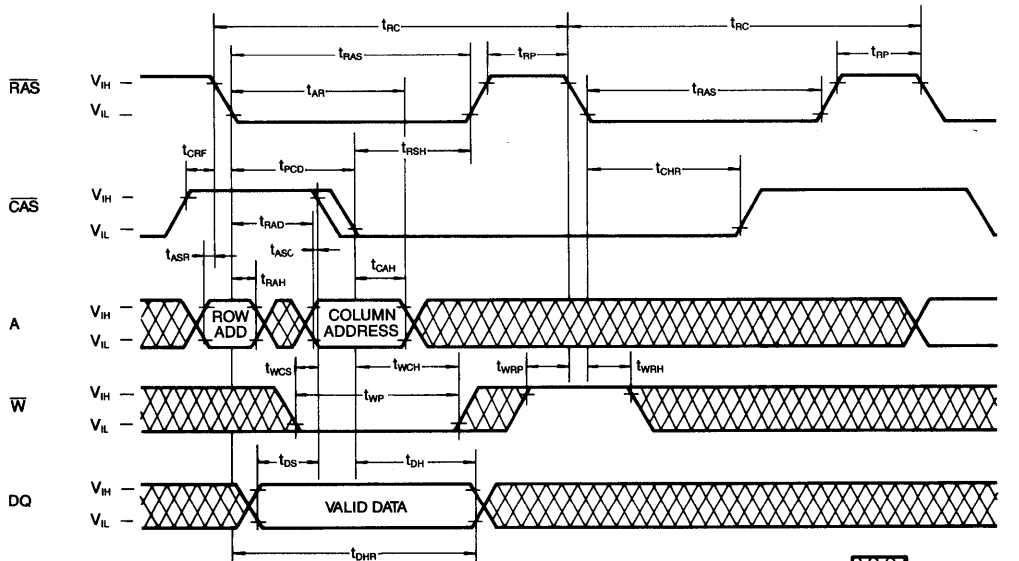 tRC tRC
tRAS tRP tRP
RAS VIH tAR tRAS
VIL
tCRF tPCD tRSH tCHR
CAS VIH
VIL tRAD
tASR tASC tCAH
tRAH
A VIH ROW ADD COLUMN ADDRESS
VIL
tWCS tWCH tWRP tWRH
W VIH tWP
VIL
tDS tDH
DQ VIH VALID DATA
VIL
tDHR